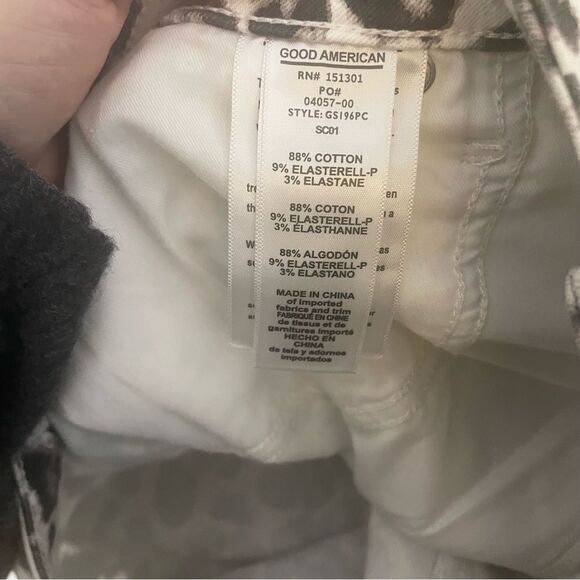 GOOD AMERICAN
RN# 151301
PO#
04057-00
STYLE: GS196PC
SC01
88% COTTON
9% ELASTERELL-P
3% ELASTANE
88% COTON
9% ELASTERELL-P
3% ÉLASTHANNE
88% ALGODÓN
9% ELASTERELL-P
3% ELASTANO
MADE IN CHINA
of imported
fabrics and trim
FABRIQUÉ EN CHINE
de tissus et de
garnitures importé
HECHO EN
CHINA
de tela y adornos
importados